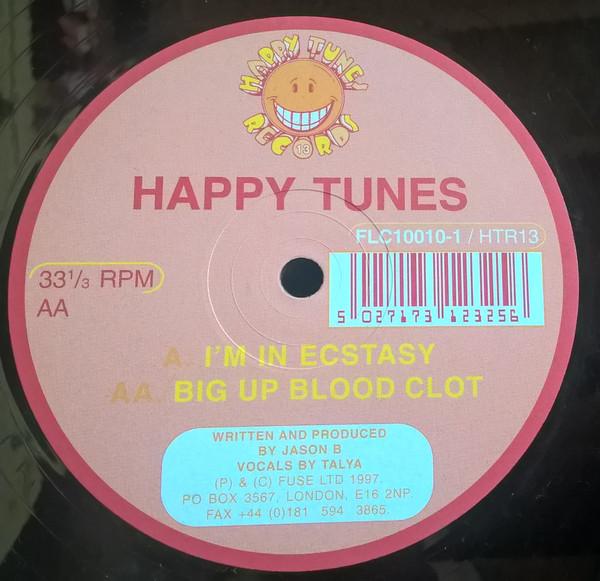 HAPPY TUNES
RECORDS
13
HAPPY TUNES
FLC10010-1 / HTR13
33 1/3 RPM
AA
5 027173 123256
A. I'M IN ECSTASY
AA. BIG UP BLOOD CLOT
WRITTEN AND PRODUCED
BY JASON B
VOCALS BY TALYA
(P) & (C) FUSE LTD 1997.
PO BOX 3567, LONDON, E16 2NP.
FAX +44 (0)181 594 3865.